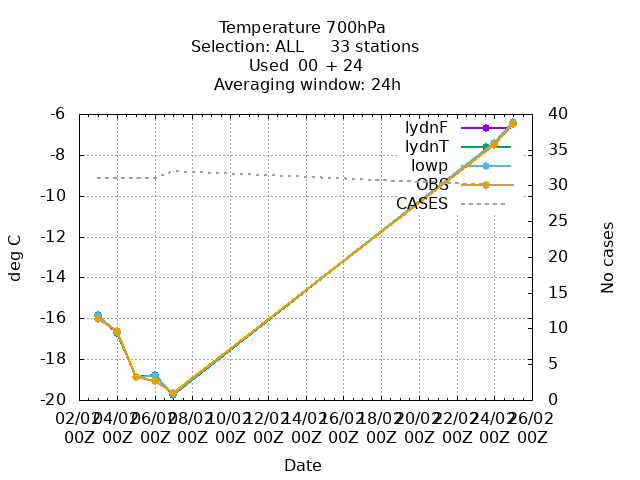 Temperature 700hPa
Selection: ALL 33 stations
Used 00 + 24
Averaging window: 24h
-6
-8
-10
-12
-14
-16
-18
-20
40
35
30
25
20
15
10
5
0
lydnF
lydnT
lowp
OBS
CASES
deg C
No cases
02/02 04/02 06/02 08/02 10/02 12/02 14/02 16/02 18/02 20/02 22/02 24/02 26/02
00Z 00Z 00Z 00Z 00Z 00Z 00Z 00Z 00Z 00Z 00Z 00Z 00Z
Date